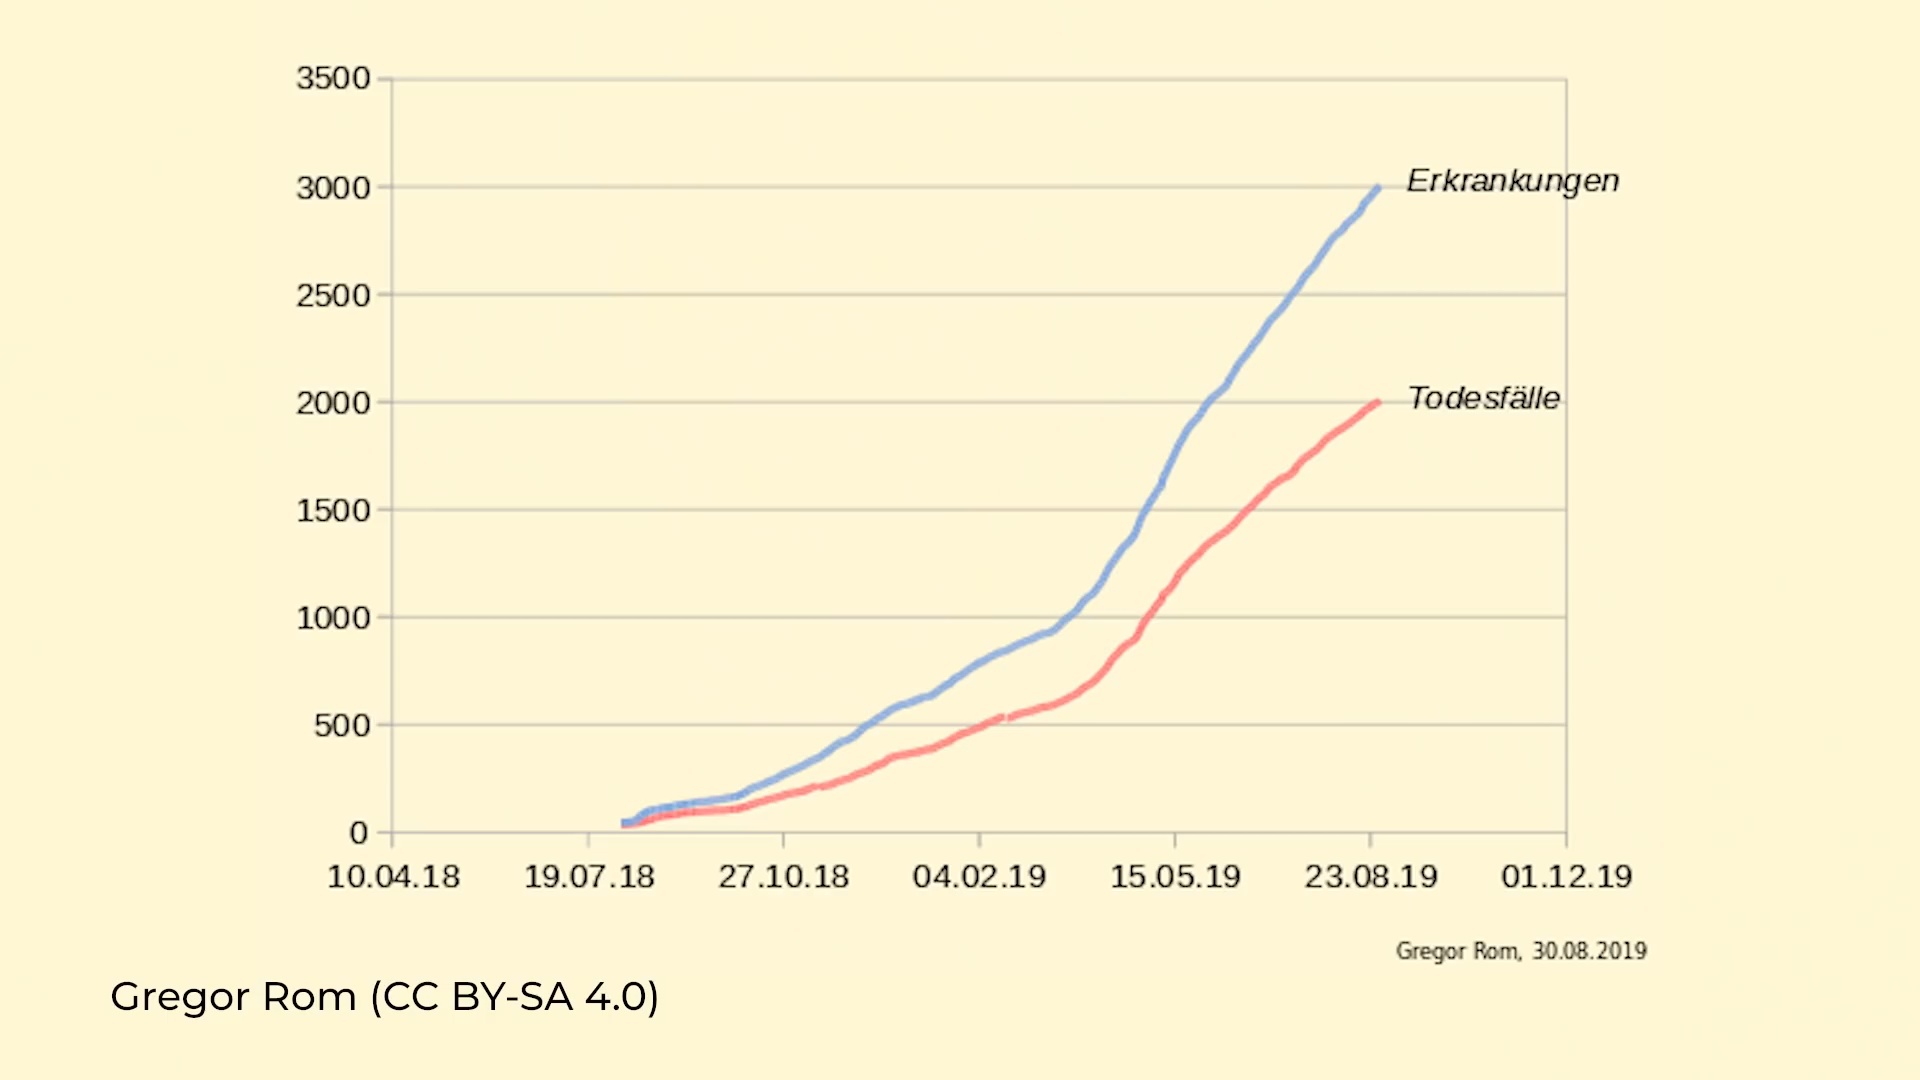 3500
3000
Erkrankungen
2500
2000
Todesfälle
1500
1000
500
0
10.04.18 19.07.18 27.10.18 04.02.19 15.05.19 23.08.19 01.12.19
Gregor Rom, 30.08.2019
Gregor Rom (CC BY-SA 4.0)